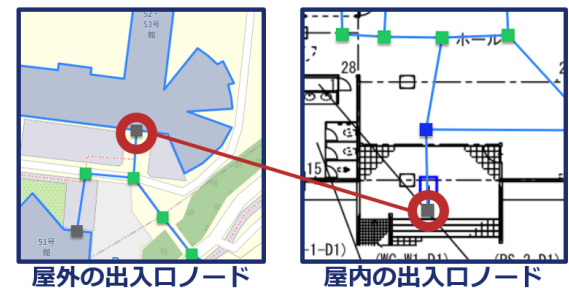 52・
53号
館
51号
館
屋外の出入口ノード
ホール
28
15
-1-D1)
(WC-W1-D1)
(PS-2-D1)
屋内の出入口ノード